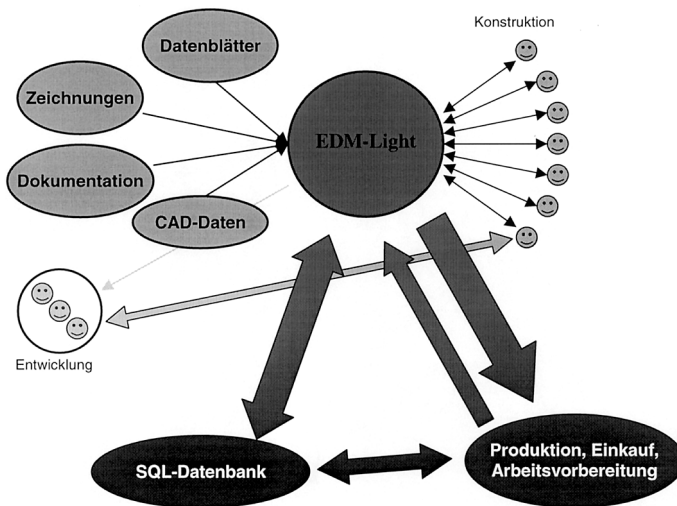 Konstruktion
Datenblätter
Zeichnungen
EDM-Light
Dokumentation
CAD-Daten
Entwicklung
SQL-Datenbank
Produktion, Einkauf,
Arbeitsvorbereitung